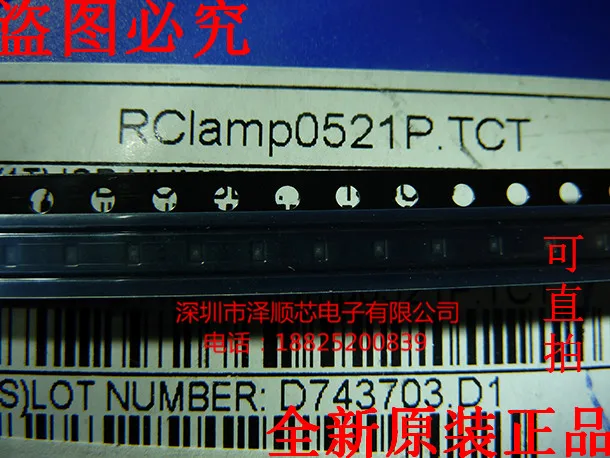 盗图必究
RClamp0521P.TCT
深圳市泽顺芯电子有限公司
电话 18825200839
可直拍
S)LOT NUMBER: D743703.D1
全新原装正品